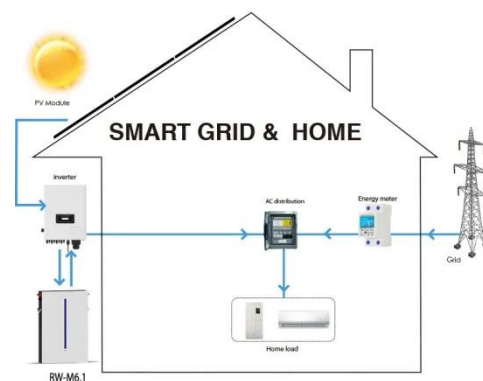 PV Module
SMART GRID & HOME
inverter
AC distribution
Energy meter
Grid
Home load
RW-M6.1